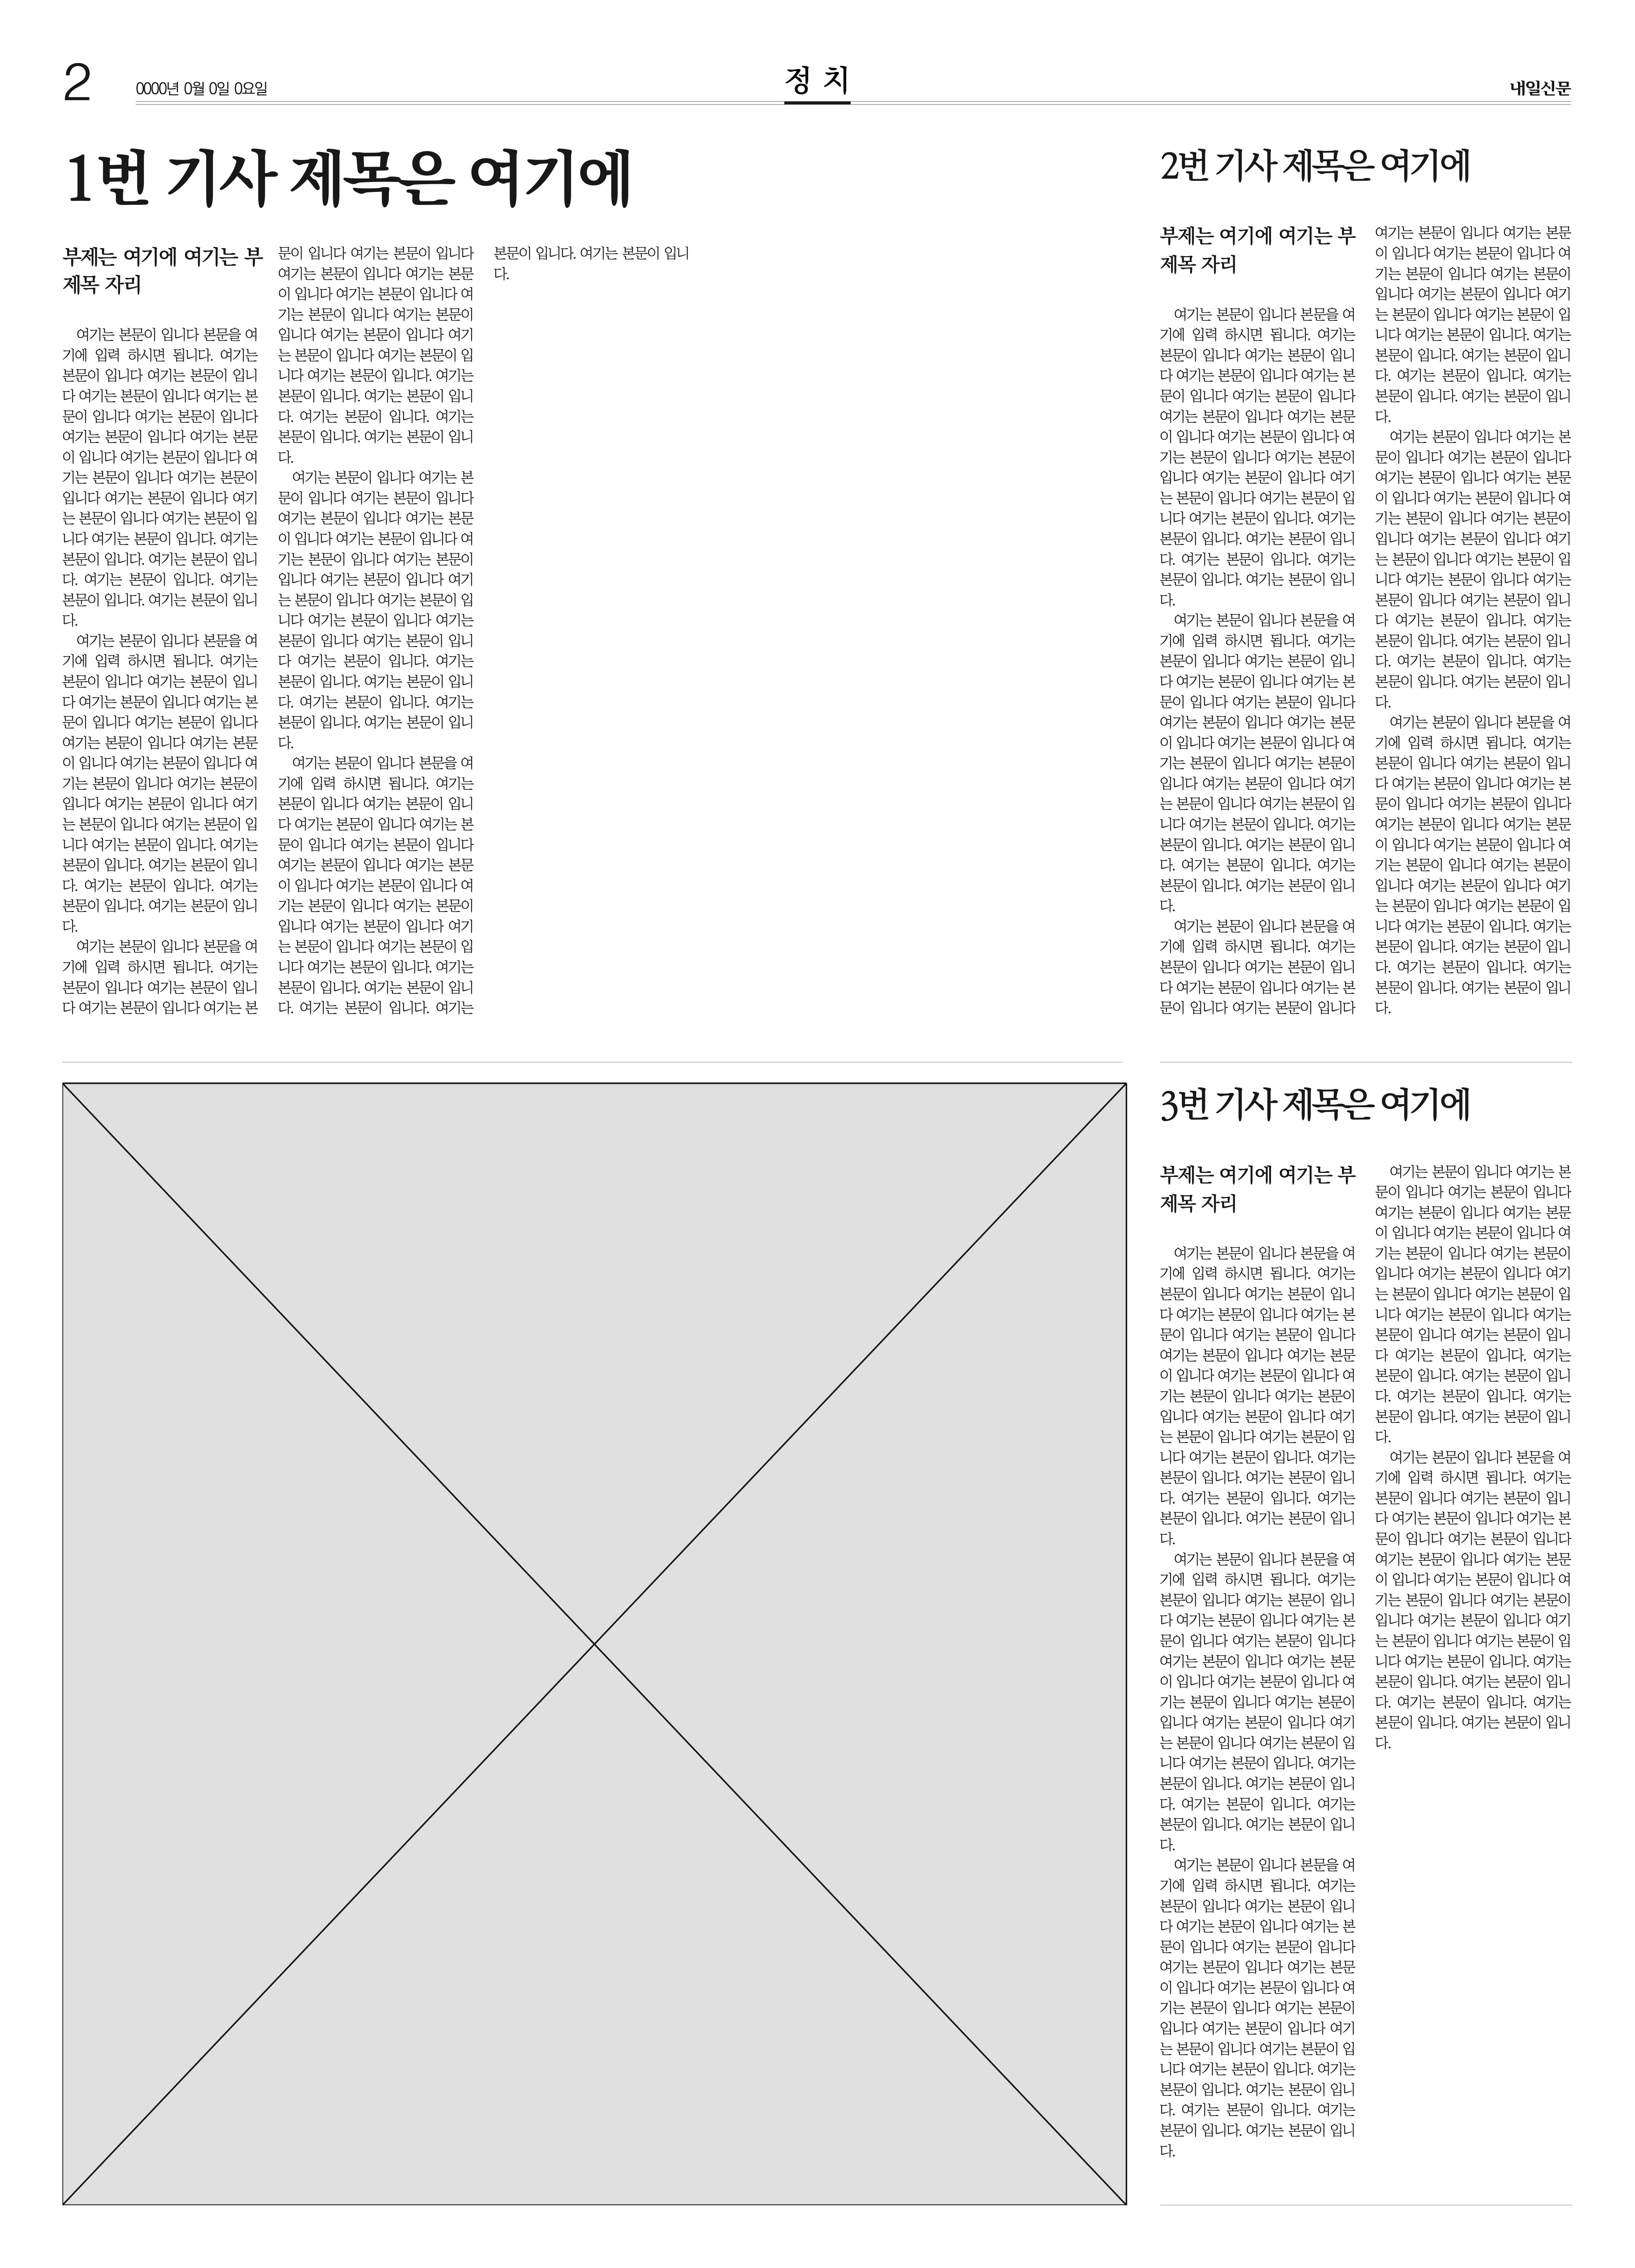 2
0000년 0월 0일 0요일
정 치
내일신문
1번 기사 제목은 여기에
부제는 여기에 여기는 부
제목 자리
여기는 본문이 입니다 본문을 여
기에 입력 하시면 됩니다. 여기는
본문이 입니다 여기는 본문이 입니
다 여기는 본문이 입니다 여기는 본
문이 입니다 여기는 본문이 입니다
여기는 본문이 입니다 여기는 본문
이 입니다 여기는 본문이 입니다 여
기는 본문이 입니다 여기는 본문이
입니다 여기는 본문이 입니다 여기
는 본문이 입니다 여기는 본문이 입
니다 여기는 본문이 입니다. 여기는
본문이 입니다. 여기는 본문이 입니
다. 여기는 본문이 입니다. 여기는
본문이 입니다. 여기는 본문이 입니
다.
여기는 본문이 입니다 본문을 여
기에 입력 하시면 됩니다. 여기는
본문이 입니다 여기는 본문이 입니
다 여기는 본문이 입니다 여기는 본
문이 입니다 여기는 본문이 입니다
여기는 본문이 입니다 여기는 본문
이 입니다 여기는 본문이 입니다 여
기는 본문이 입니다 여기는 본문이
입니다 여기는 본문이 입니다 여기
는 본문이 입니다 여기는 본문이 입
니다 여기는 본문이 입니다. 여기는
본문이 입니다. 여기는 본문이 입니
다. 여기는 본문이 입니다. 여기는
본문이 입니다. 여기는 본문이 입니
다.
여기는 본문이 입니다 본문을 여
기에 입력 하시면 됩니다. 여기는
본문이 입니다 여기는 본문이 입니
다 여기는 본문이 입니다 여기는 본
문이 입니다 여기는 본문이 입니다
여기는 본문이 입니다 여기는 본문
이 입니다 여기는 본문이 입니다 여
기는 본문이 입니다 여기는 본문이
입니다 여기는 본문이 입니다 여기
는 본문이 입니다 여기는 본문이 입
니다 여기는 본문이 입니다. 여기는
본문이 입니다. 여기는 본문이 입니
다. 여기는 본문이 입니다. 여기는
본문이 입니다. 여기는 본문이 입니
다.
여기는 본문이 입니다 여기는 본
문이 입니다 여기는 본문이 입니다
여기는 본문이 입니다 여기는 본문
이 입니다 여기는 본문이 입니다 여
기는 본문이 입니다 여기는 본문이
입니다 여기는 본문이 입니다 여기
는 본문이 입니다 여기는 본문이 입
니다 여기는 본문이 입니다 여기는
본문이 입니다 여기는 본문이 입니
다 여기는 본문이 입니다. 여기는
본문이 입니다. 여기는 본문이 입니
다. 여기는 본문이 입니다. 여기는
본문이 입니다. 여기는 본문이 입니
다.
여기는 본문이 입니다 본문을 여
기에 입력 하시면 됩니다. 여기는
본문이 입니다 여기는 본문이 입니
다 여기는 본문이 입니다 여기는 본
문이 입니다 여기는 본문이 입니다
여기는 본문이 입니다 여기는 본문
이 입니다 여기는 본문이 입니다 여
기는 본문이 입니다 여기는 본문이
입니다 여기는 본문이 입니다 여기
는 본문이 입니다 여기는 본문이 입
니다 여기는 본문이 입니다. 여기는
본문이 입니다. 여기는 본문이 입니
다. 여기는 본문이 입니다. 여기는
본문이 입니다. 여기는 본문이 입니
다.
2번 기사 제목은 여기에
부제는 여기에 여기는 부
제목 자리
여기는 본문이 입니다 본문을 여
기에 입력 하시면 됩니다. 여기는
본문이 입니다 여기는 본문이 입니
다 여기는 본문이 입니다 여기는 본
문이 입니다 여기는 본문이 입니다
여기는 본문이 입니다 여기는 본문
이 입니다 여기는 본문이 입니다 여
기는 본문이 입니다 여기는 본문이
입니다 여기는 본문이 입니다 여기
는 본문이 입니다 여기는 본문이 입
니다 여기는 본문이 입니다. 여기는
본문이 입니다. 여기는 본문이 입니
다. 여기는 본문이 입니다. 여기는
본문이 입니다. 여기는 본문이 입니
다.
여기는 본문이 입니다 본문을 여
기에 입력 하시면 됩니다. 여기는
본문이 입니다 여기는 본문이 입니
다 여기는 본문이 입니다 여기는 본
문이 입니다 여기는 본문이 입니다
여기는 본문이 입니다 여기는 본문
이 입니다 여기는 본문이 입니다 여
기는 본문이 입니다 여기는 본문이
입니다 여기는 본문이 입니다 여기
는 본문이 입니다 여기는 본문이 입
니다 여기는 본문이 입니다. 여기는
본문이 입니다. 여기는 본문이 입니
다. 여기는 본문이 입니다. 여기는
본문이 입니다. 여기는 본문이 입니
다.
여기는 본문이 입니다 본문을 여
기에 입력 하시면 됩니다. 여기는
본문이 입니다 여기는 본문이 입니
다 여기는 본문이 입니다 여기는 본
문이 입니다 여기는 본문이 입니다
여기는 본문이 입니다 여기는 본문
이 입니다 여기는 본문이 입니다 여
기는 본문이 입니다 여기는 본문이
입니다 여기는 본문이 입니다 여기
는 본문이 입니다 여기는 본문이 입
니다 여기는 본문이 입니다. 여기는
본문이 입니다. 여기는 본문이 입니
다. 여기는 본문이 입니다. 여기는
본문이 입니다. 여기는 본문이 입니
다.
여기는 본문이 입니다 여기는 본
문이 입니다 여기는 본문이 입니다
여기는 본문이 입니다 여기는 본문
이 입니다 여기는 본문이 입니다 여
기는 본문이 입니다 여기는 본문이
입니다 여기는 본문이 입니다 여기
는 본문이 입니다 여기는 본문이 입
니다 여기는 본문이 입니다 여기는
본문이 입니다 여기는 본문이 입니
다 여기는 본문이 입니다. 여기는
본문이 입니다. 여기는 본문이 입니
다. 여기는 본문이 입니다. 여기는
본문이 입니다. 여기는 본문이 입니
다.
여기는 본문이 입니다 본문을 여
기에 입력 하시면 됩니다. 여기는
본문이 입니다 여기는 본문이 입니
다 여기는 본문이 입니다 여기는 본
문이 입니다 여기는 본문이 입니다
여기는 본문이 입니다 여기는 본문
이 입니다 여기는 본문이 입니다 여
기는 본문이 입니다 여기는 본문이
입니다 여기는 본문이 입니다 여기
는 본문이 입니다 여기는 본문이 입
니다 여기는 본문이 입니다. 여기는
본문이 입니다. 여기는 본문이 입니
다. 여기는 본문이 입니다. 여기는
본문이 입니다. 여기는 본문이 입니
다.
3번 기사 제목은 여기에
부제는 여기에 여기는 부
제목 자리
여기는 본문이 입니다 본문을 여
기에 입력 하시면 됩니다. 여기는
본문이 입니다 여기는 본문이 입니
다 여기는 본문이 입니다 여기는 본
문이 입니다 여기는 본문이 입니다
여기는 본문이 입니다 여기는 본문
이 입니다 여기는 본문이 입니다 여
기는 본문이 입니다 여기는 본문이
입니다 여기는 본문이 입니다 여기
는 본문이 입니다 여기는 본문이 입
니다 여기는 본문이 입니다. 여기는
본문이 입니다. 여기는 본문이 입니
다. 여기는 본문이 입니다. 여기는
본문이 입니다. 여기는 본문이 입니
다.
여기는 본문이 입니다 본문을 여
기에 입력 하시면 됩니다. 여기는
본문이 입니다 여기는 본문이 입니
다 여기는 본문이 입니다 여기는 본
문이 입니다 여기는 본문이 입니다
여기는 본문이 입니다 여기는 본문
이 입니다 여기는 본문이 입니다 여
기는 본문이 입니다 여기는 본문이
입니다 여기는 본문이 입니다 여기
는 본문이 입니다 여기는 본문이 입
니다 여기는 본문이 입니다. 여기는
본문이 입니다. 여기는 본문이 입니
다. 여기는 본문이 입니다. 여기는
본문이 입니다. 여기는 본문이 입니
다.
여기는 본문이 입니다 본문을 여
기에 입력 하시면 됩니다. 여기는
본문이 입니다 여기는 본문이 입니
다 여기는 본문이 입니다 여기는 본
문이 입니다 여기는 본문이 입니다
여기는 본문이 입니다 여기는 본문
이 입니다 여기는 본문이 입니다 여
기는 본문이 입니다 여기는 본문이
입니다 여기는 본문이 입니다 여기
는 본문이 입니다 여기는 본문이 입
니다 여기는 본문이 입니다. 여기는
본문이 입니다. 여기는 본문이 입니
다. 여기는 본문이 입니다. 여기는
본문이 입니다. 여기는 본문이 입니
다.
여기는 본문이 입니다 여기는 본
문이 입니다 여기는 본문이 입니다
여기는 본문이 입니다 여기는 본문
이 입니다 여기는 본문이 입니다 여
기는 본문이 입니다 여기는 본문이
입니다 여기는 본문이 입니다 여기
는 본문이 입니다 여기는 본문이 입
니다 여기는 본문이 입니다 여기는
본문이 입니다 여기는 본문이 입니
다 여기는 본문이 입니다. 여기는
본문이 입니다. 여기는 본문이 입니
다. 여기는 본문이 입니다. 여기는
본문이 입니다. 여기는 본문이 입니
다.
여기는 본문이 입니다 본문을 여
기에 입력 하시면 됩니다. 여기는
본문이 입니다 여기는 본문이 입니
다 여기는 본문이 입니다 여기는 본
문이 입니다 여기는 본문이 입니다
여기는 본문이 입니다 여기는 본문
이 입니다 여기는 본문이 입니다 여
기는 본문이 입니다 여기는 본문이
입니다 여기는 본문이 입니다 여기
는 본문이 입니다 여기는 본문이 입
니다 여기는 본문이 입니다. 여기는
본문이 입니다. 여기는 본문이 입니
다. 여기는 본문이 입니다. 여기는
본문이 입니다. 여기는 본문이 입니
다.